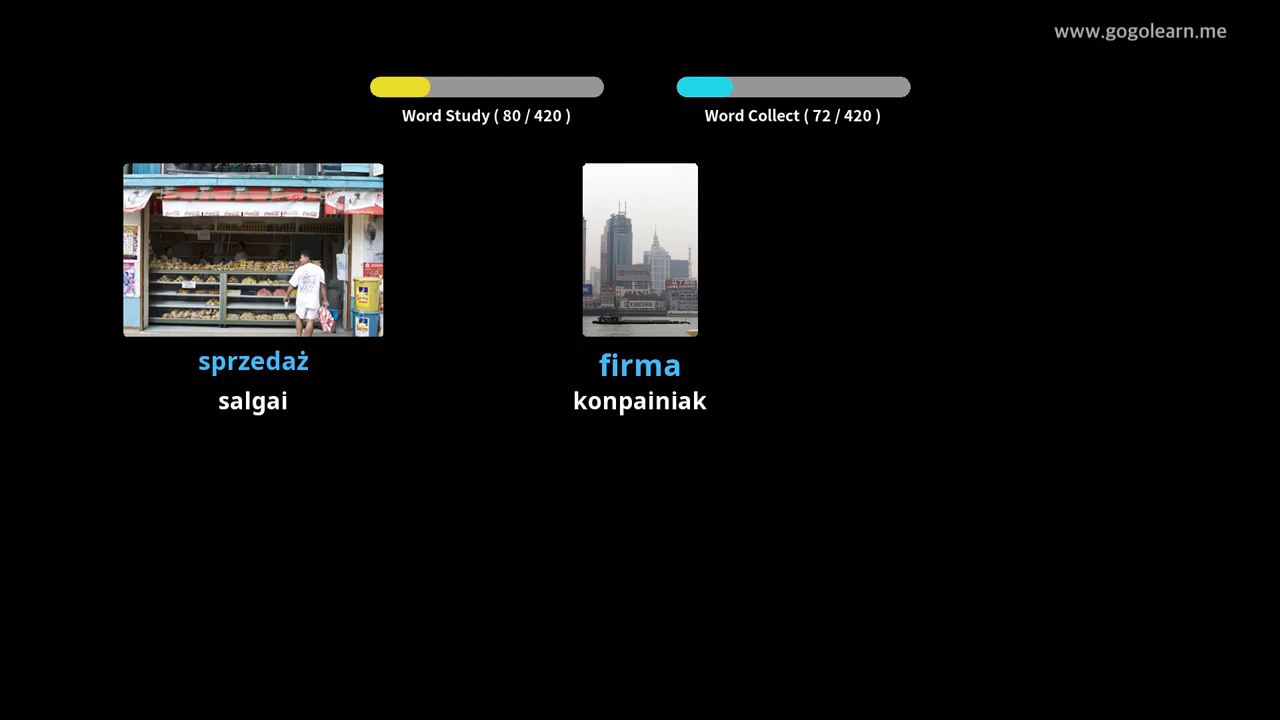 www.gogolearn.me
Word Study ( 80 / 420 )
Word Collect ( 72 / 420 )
sprzedaż
salgai
firma
konpainiak